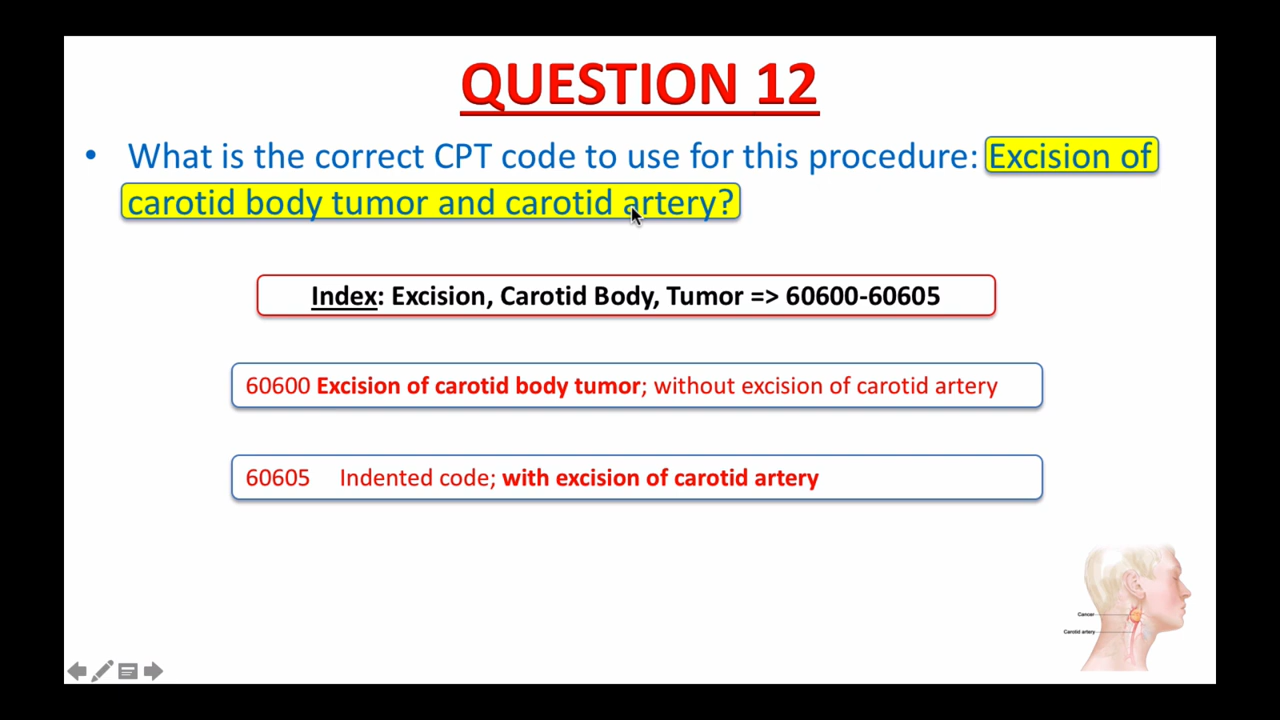 QUESTION 12
• What is the correct CPT code to use for this procedure: Excision of
carotid body tumor and carotid artery?
Index: Excision, Carotid Body, Tumor => 60600-60605
60600 Excision of carotid body tumor; without excision of carotid artery
60605 Indented code; with excision of carotid artery
Cancer
Carotid artery